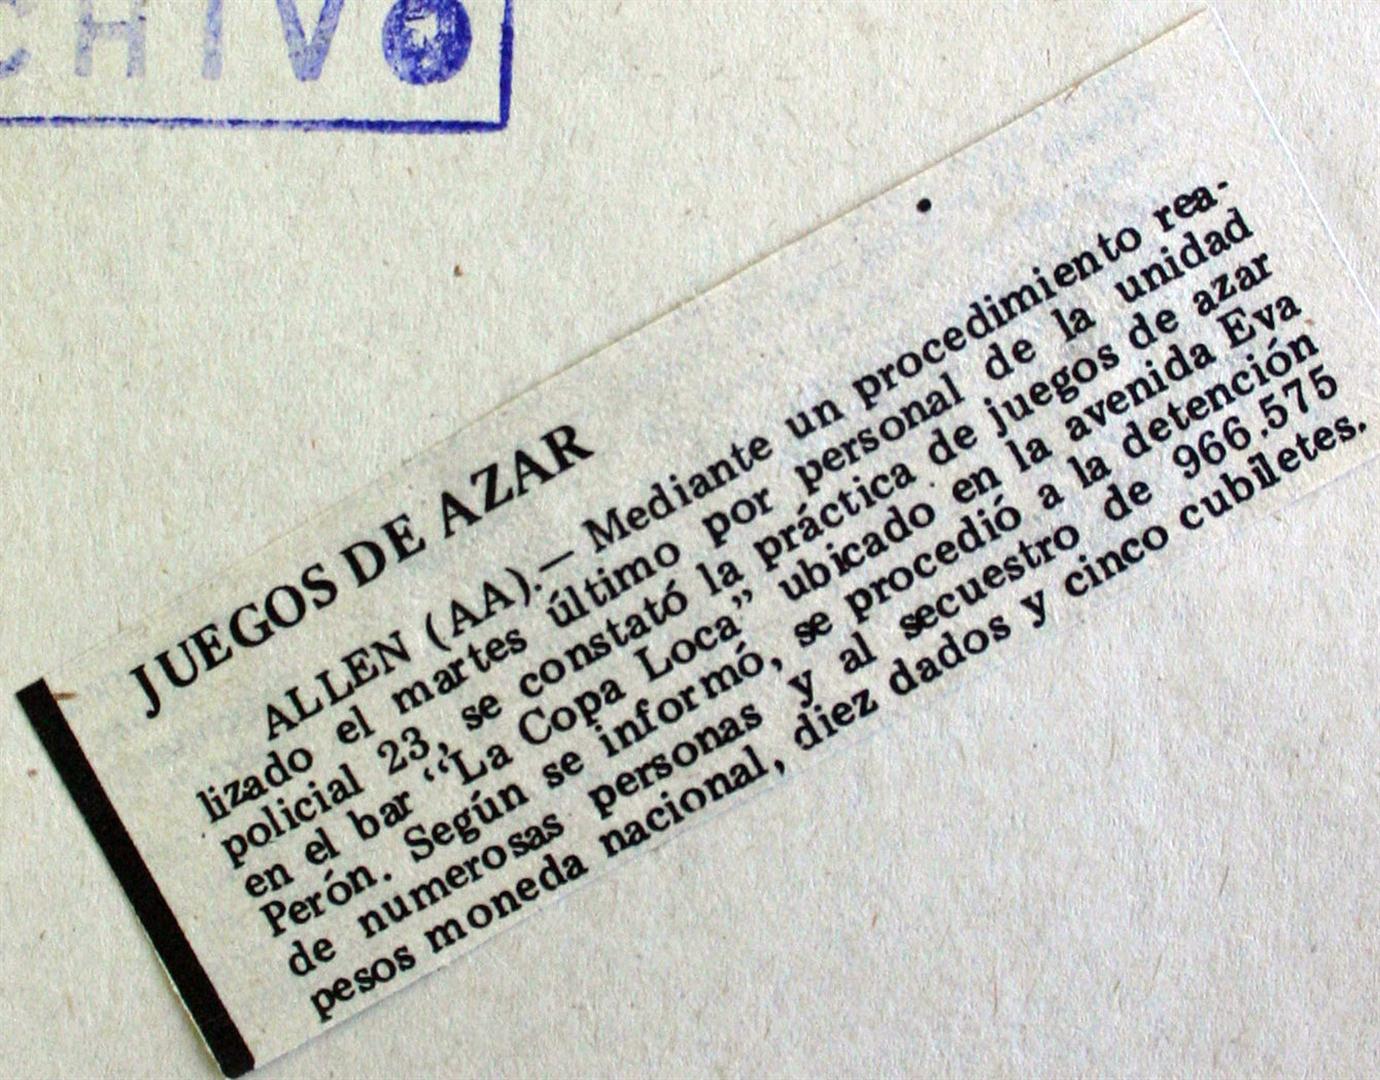 CHIVO
JUEGOS DE AZAR
ALLEN (AA).— Mediante un procedimiento rea-
lizado el martes último por personal de la unidad
policial 23, se constató la práctica de juegos de azar
en el bar “La Copa Loca” ubicado en la avenida Eva
Perón. Según se informó, se procedió a la detención
de numerosas personas y al secuestro de 966.575
pesos moneda nacional, diez dados y cinco cubiletes.